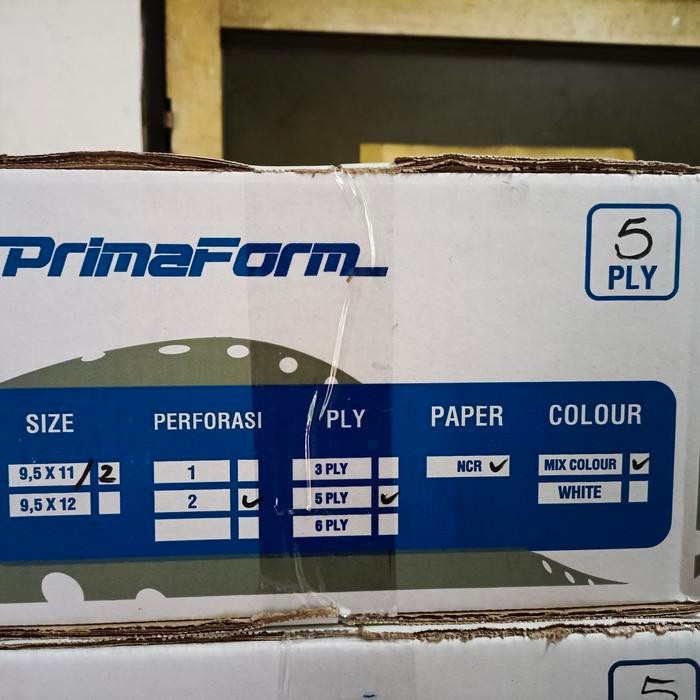 PrimaForm
5
PLY
SIZE PERFORASI PLY PAPER COLOUR
9,5 X 11 /2 1 3 PLY NCR ✓ MIX COLOUR ✓
9,5 X 12 2 ✓ 5 PLY ✓ WHITE
6 PLY
5